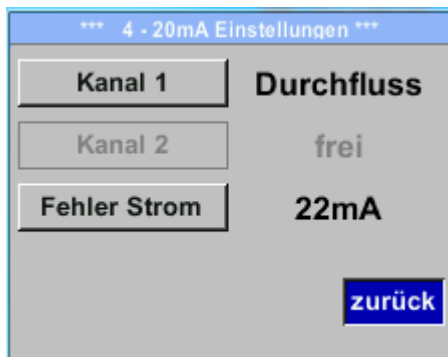 *** 4 - 20mA Einstellungen ***
Kanal 1 Durchfluss
Kanal 2 frei
Fehler Strom 22mA
zurück